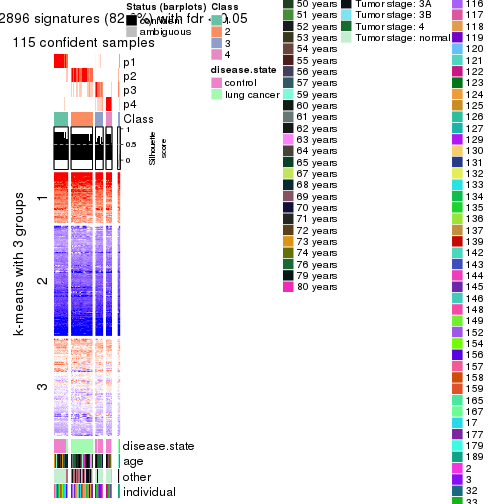 2896 signatures (82.
115 confident samples
p1
p2
p3
p4
Class
1
0.5
0
Silhouette
score
k-means with 3 groups
1
2
3
disease.state
age
other
individual
Status (barplots)
confident
ambiguous
disease.state
control
lung cancer
Class
1
2
3
4
50 years
51 years
52 years
53 years
54 years
55 years
56 years
57 years
59 years
60 years
61 years
62 years
63 years
64 years
65 years
67 years
68 years
69 years
70 years
71 years
72 years
73 years
74 years
76 years
79 years
80 years
Tumor stage: 3A
Tumor stage: 3B
Tumor stage: 4
Tumor stage: normal
116
117
118
119
120
121
122
123
124
125
126
127
129
130
131
132
133
134
135
136
137
139
142
143
144
145
146
148
149
152
154
156
157
158
159
165
167
17
177
179
189
2
3
32
33